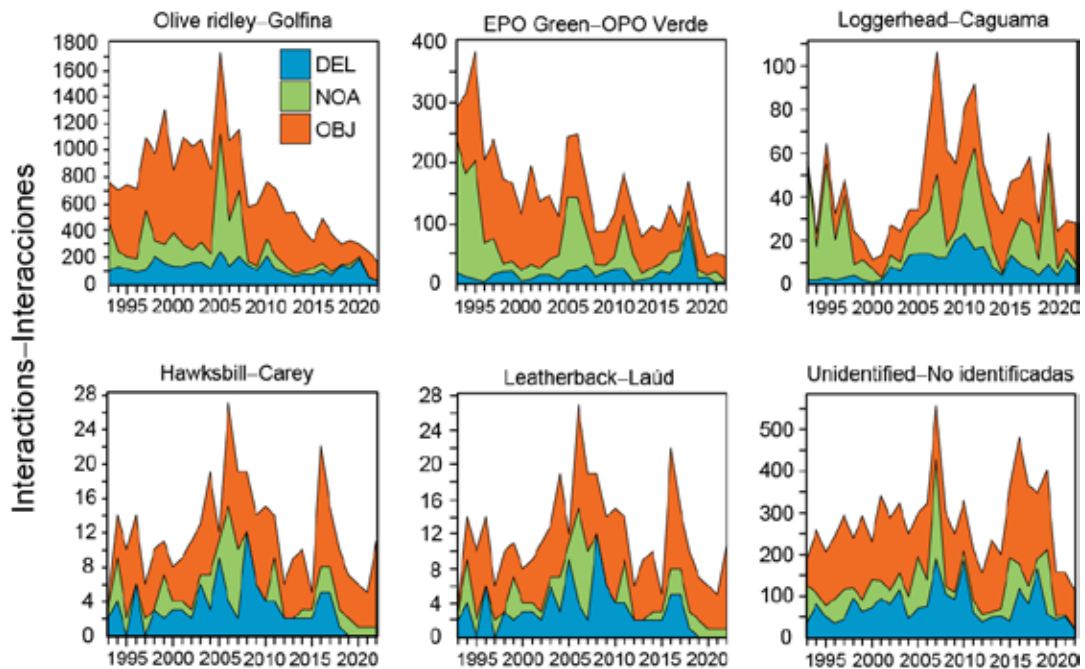 Interactions–Interacciones
Olive ridley–Golfina
1800
1600
1400
1200
1000
800
600
400
200
0
DEL
NOA
OBJ
1995 2000 2005 2010 2015 2020
EPO Green–OPO Verde
400
300
200
100
0
1995 2000 2005 2010 2015 2020
Loggerhead–Caguama
100
80
60
40
20
0
1995 2000 2005 2010 2015 2020
Hawksbill–Carey
28
24
20
16
12
8
4
0
1995 2000 2005 2010 2015 2020
Leatherback–Laúd
28
24
20
16
12
8
4
0
1995 2000 2005 2010 2015 2020
Unidentified–No identificadas
500
400
300
200
100
0
1995 2000 2005 2010 2015 2020